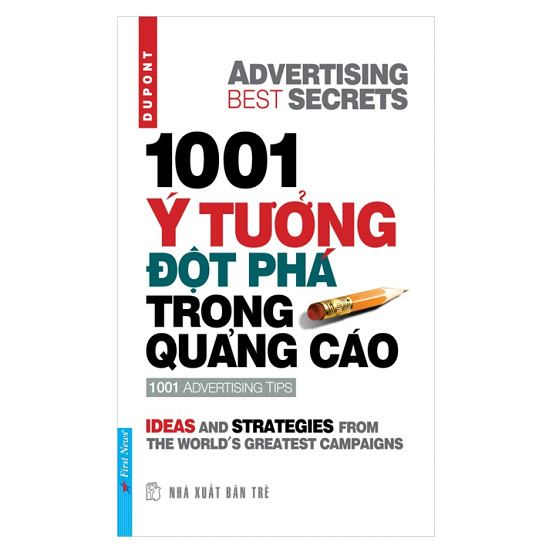 DUPONT
ADVERTISING
BEST SECRETS
1001
Ý TƯỞNG
ĐỘT PHÁ
TRONG
QUẢNG CÁO
1001 ADVERTISING TIPS
IDEAS AND STRATEGIES FROM
THE WORLD'S GREATEST CAMPAIGNS
First News
NHÀ XUẤT BẢN TRẺ